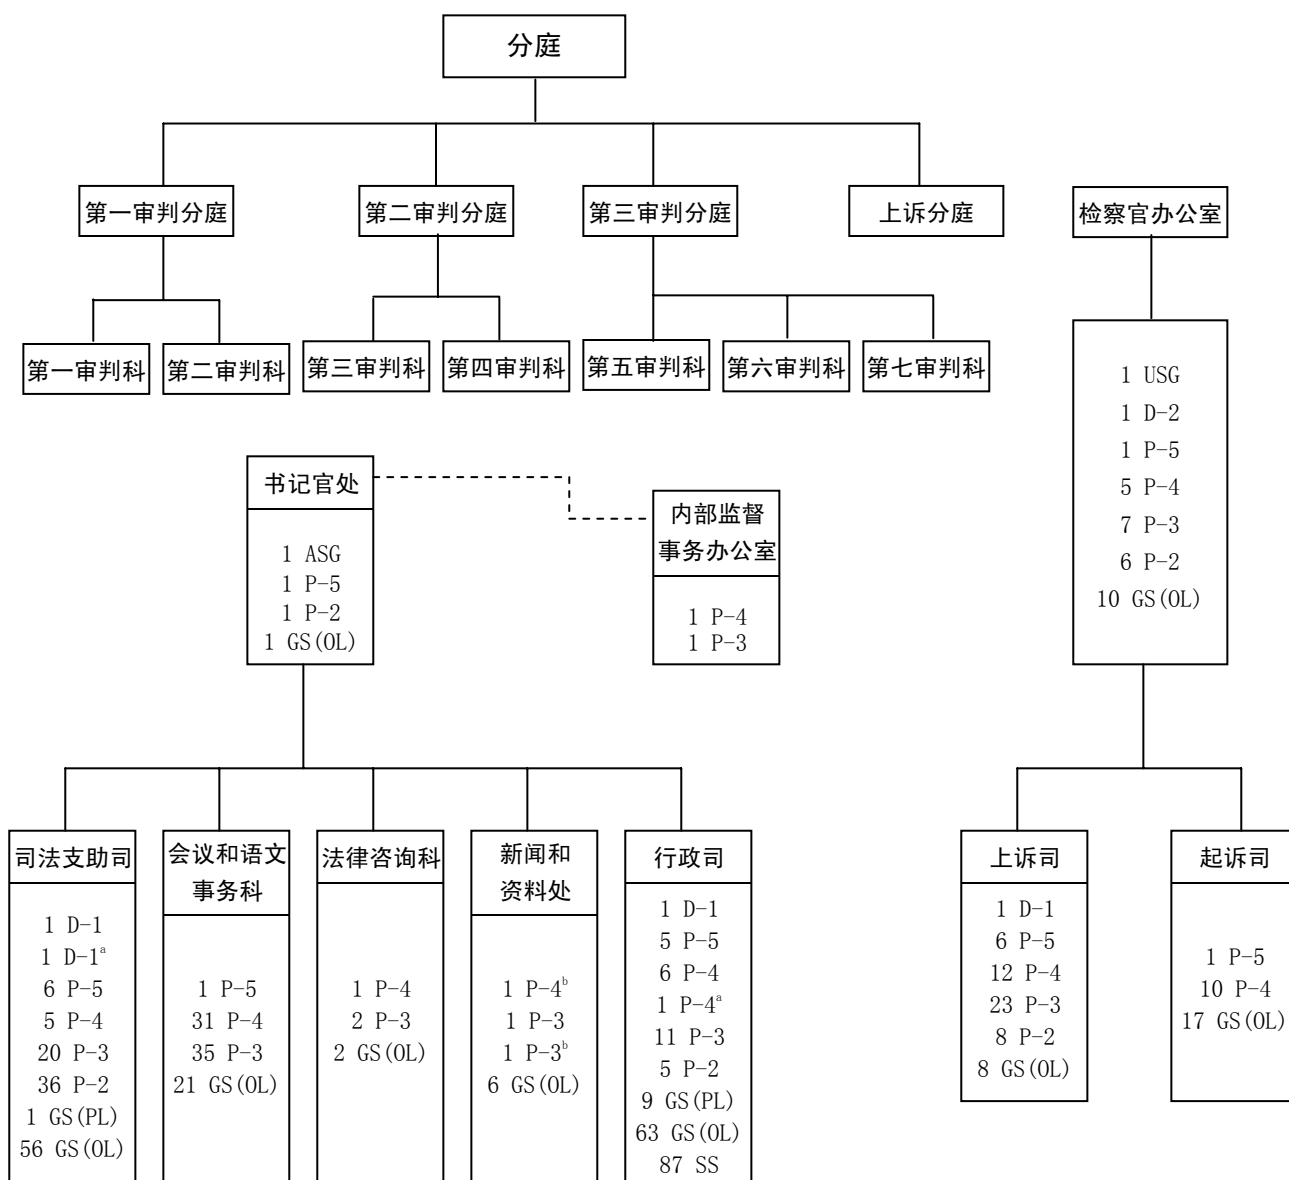 分庭
第一审判分庭
第二审判分庭
第三审判分庭
上诉分庭
检察官办公室
第一审判科
第二审判科
第三审判科
第四审判科
第五审判科
第六审判科
第七审判科
1 USG
1 D-2
1 P-5
5 P-4
7 P-3
6 P-2
10 GS(OL)
书记官处
1 ASG
1 P-5
1 P-2
1 GS(OL)
内部监督
事务办公室
1 P-4
1 P-3
司法支助司
1 D-1
1 D-1ᵃ
6 P-5
5 P-4
20 P-3
36 P-2
1 GS(PL)
56 GS(OL)
会议和语文
事务科
1 P-5
31 P-4
35 P-3
21 GS(OL)
法律咨询科
1 P-4
2 P-3
2 GS(OL)
新闻和
资料处
1 P-4ᵇ
1 P-3
1 P-3ᵇ
6 GS(OL)
行政司
1 D-1
5 P-5
6 P-4
1 P-4ᵃ
11 P-3
5 P-2
9 GS(PL)
63 GS(OL)
87 SS
上诉司
1 D-1
6 P-5
12 P-4
23 P-3
8 P-2
8 GS(OL)
起诉司
1 P-5
10 P-4
17 GS(OL)